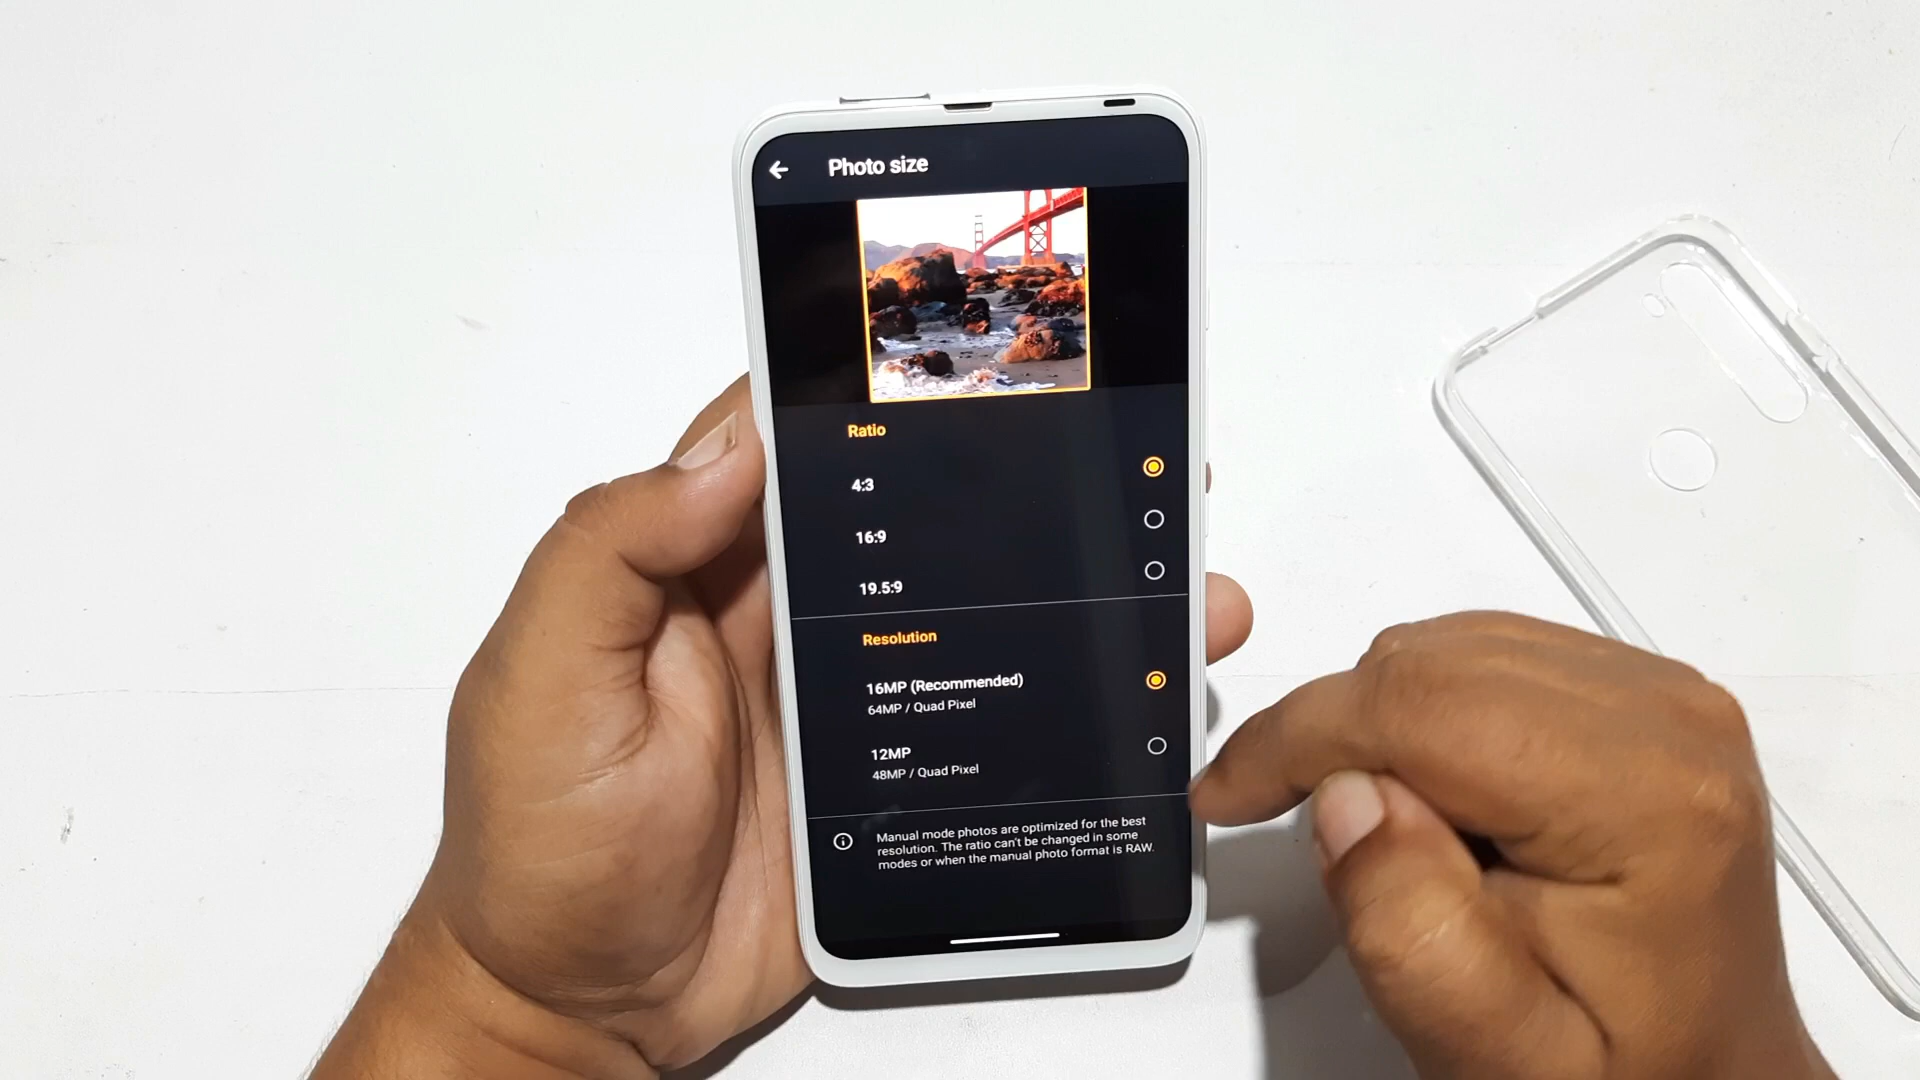 Photo size
Ratio
4:3
16:9
19.5:9
Resolution
16MP (Recommended)
64MP / Quad Pixel
12MP
48MP / Quad Pixel
Manual mode photos are optimized for the best
resolution. The ratio can't be changed in some
modes or when the manual photo format is RAW.